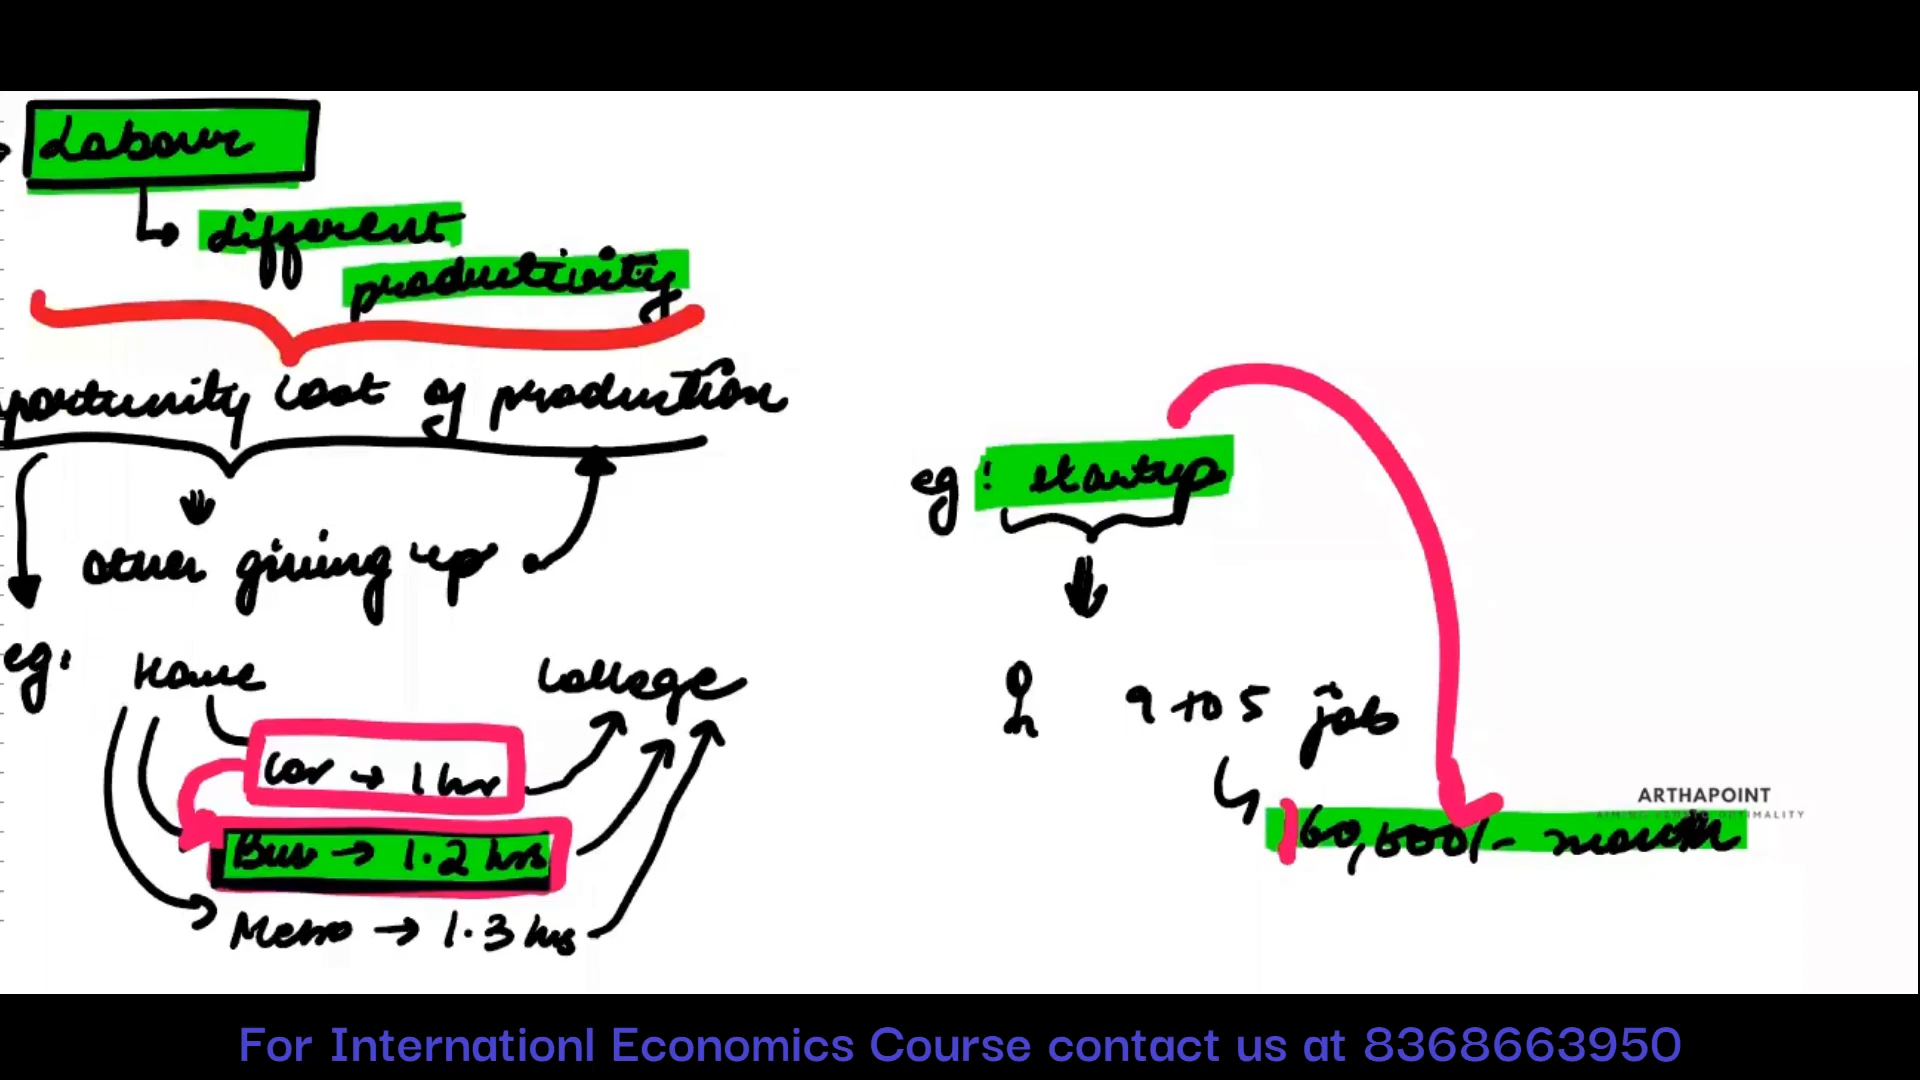 Labour
different
productivity
pportunity cost of production
other giving up
eg:
Home
College
Car → 1 hr
Bus → 1.2 hrs
Metro → 1.3 hrs
eg: startup
9 to 5 job
60,000/- month
ARTHAPOINT
For Internationl Economics Course contact us at 8368663950